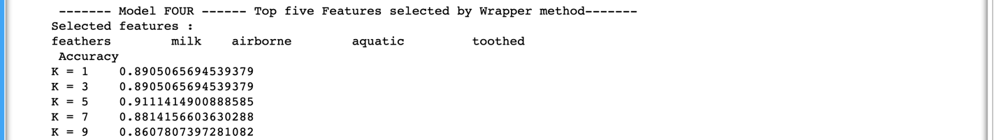 ------- Model FOUR ------ Top five Features selected by Wrapper method-------
Selected features :
feathers milk airborne aquatic toothed
Accuracy
K = 1 0.8905065694539379
K = 3 0.8905065694539379
K = 5 0.9111414900888585
K = 7 0.8814156603630288
K = 9 0.8607807397281082